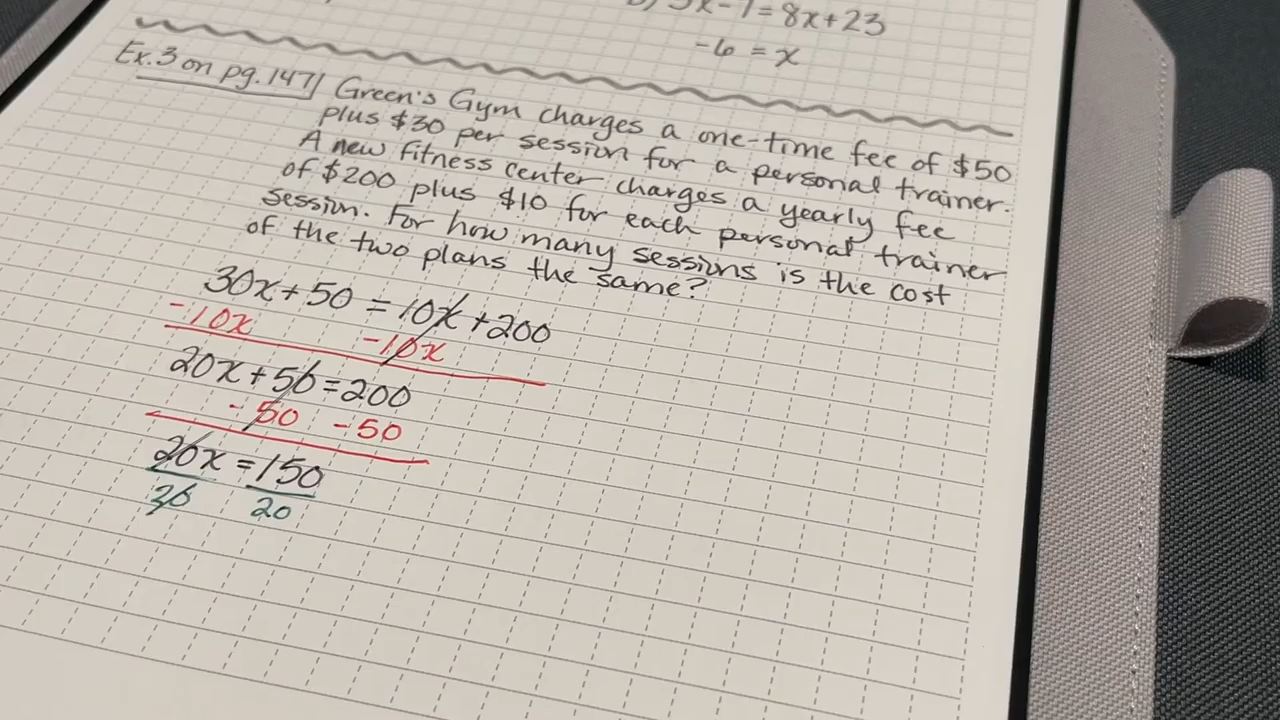 x-1=8x+23
-6=x
Ex.3 on pg.147/ Green's Gym charges a one-time fee of $50
plus $30 per session for a personal trainer.
A new fitness center charges a yearly fee
of $200 plus $10 for each personal trainer
session. For how many sessions is the cost
of the two plans the same?
30x+50=10x+200
-10x -10x
20x+50=200
-50 -50
20x=150
20 20